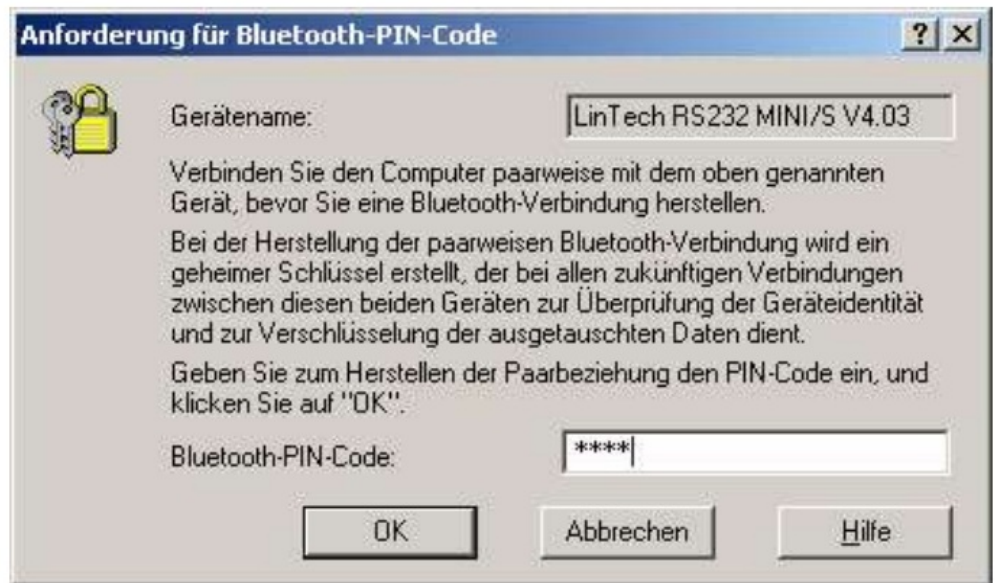 Anforderung für Bluetooth-PIN-Code
Gerätename: LinTech RS232 MINI/S V4.03
Verbinden Sie den Computer paarweise mit dem oben genannten
Gerät, bevor Sie eine Bluetooth-Verbindung herstellen.
Bei der Herstellung der paarweisen Bluetooth-Verbindung wird ein
geheimer Schlüssel erstellt, der bei allen zukünftigen Verbindungen
zwischen diesen beiden Geräten zur Überprüfung der Geräteidentität
und zur Verschlüsselung der ausgetauschten Daten dient.
Geben Sie zum Herstellen der Paarbeziehung den PIN-Code ein, und
klicken Sie auf "OK".
Bluetooth-PIN-Code: ****
OK Abbrechen Hilfe